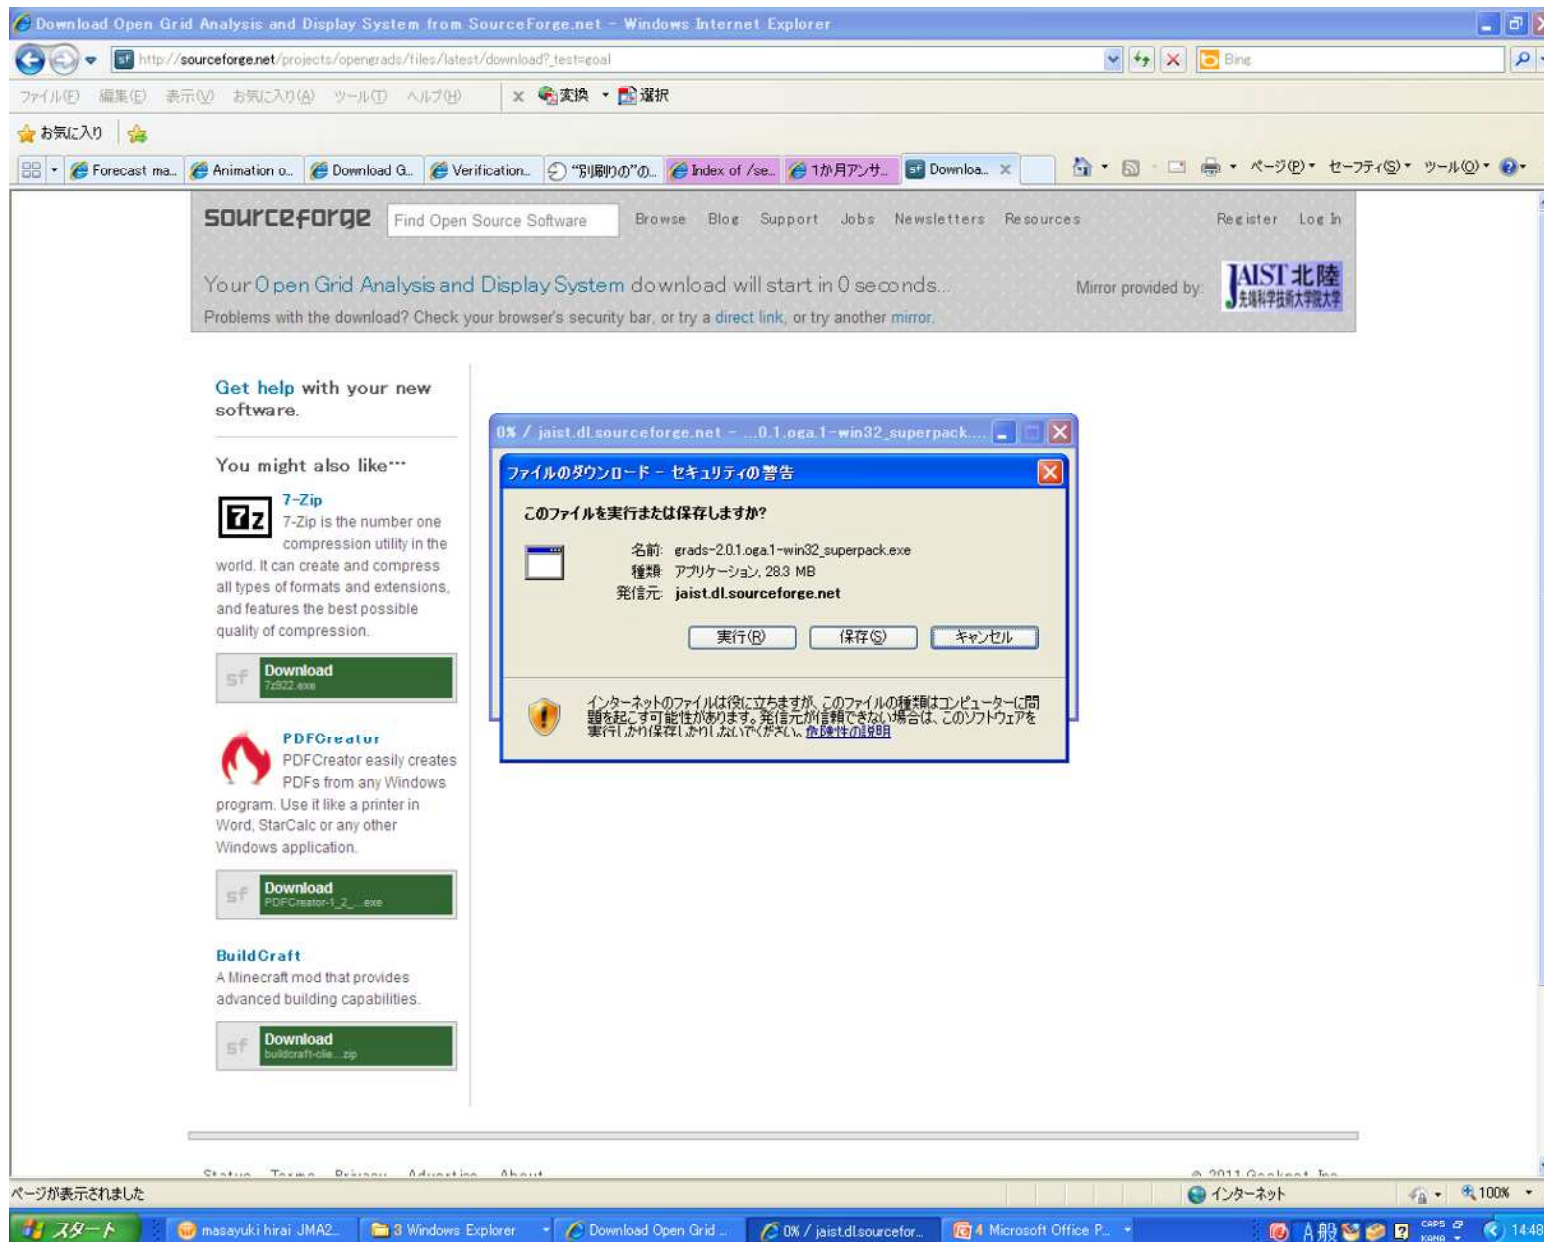 Download Open Grid Analysis and Display System from SourceForge.net - Windows Internet Explorer
http://sourceforge.net/projects/opengrads/files/latest/download?_test=goal
Bing
ファイル(F) 編集(E) 表示(V) お気に入り(A) ツール(T) ヘルプ(H) x 変換 選択
お気に入り
Forecast ma... Animation o... Download G... Verification... “別刷りの”の... Index of /se... 1か月アンサ... Downloa... ページ(P) セーフティ(S) ツール(O)
sourceforge Find Open Source Software Browse Blog Support Jobs Newsletters Resources Register Log In
Your Open Grid Analysis and Display System download will start in 0 seconds...
Mirror provided by:
JAIST 北陸
先端科学技術大学院大学
Problems with the download? Check your browser's security bar, or try a direct link, or try another mirror.
Get help with your new
software.
You might also like...
7z
7-Zip
7-Zip is the number one
compression utility in the
world. It can create and compress
all types of formats and extensions,
and features the best possible
quality of compression.
sf Download
7z922.exe
PDFCreator
PDFCreator easily creates
PDFs from any Windows
program. Use it like a printer in
Word, StarCalc or any other
Windows application.
sf Download
PDFCreator-1_2_...exe
BuildCraft
A Minecraft mod that provides
advanced building capabilities.
sf Download
buildcraft-clie...zip
0% / jaist.dl.sourceforge.net - ...0.1.oga.1-win32_superpack....
ファイルのダウンロード - セキュリティの警告
このファイルを実行または保存しますか?
名前: grads-2.0.1.oga.1-win32_superpack.exe
種類: アプリケーション, 28.3 MB
発信元: jaist.dl.sourceforge.net
実行(R) 保存(S) キャンセル
インターネットのファイルは役に立ちますが、このファイルの種類はコンピューターに問
題を起こす可能性があります。発信元が信頼できない場合は、このソフトウェアを
実行したり保存したりしないでください。危険性の説明
Status Terms Privacy Advertise About
© 2011 Geeknet, Inc.
ページが表示されました インターネット 100%
スタート masayuki hirai JMA2... 3 Windows Explorer Download Open Grid ... 0% / jaist.dl.sourcefor... 4 Microsoft Office P... A 般 CAPS KANA 14:48